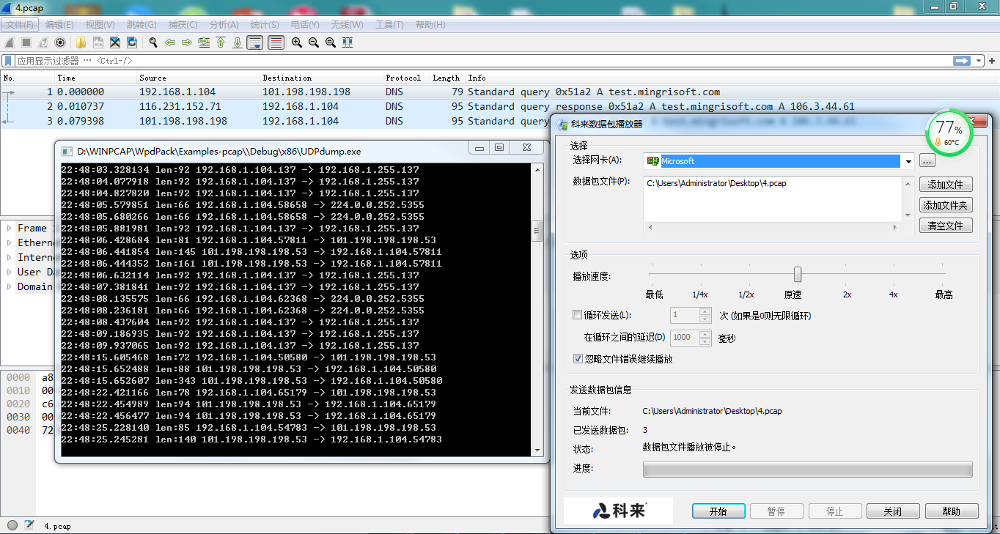 4.pcap
文件(F) 编辑(E) 视图(V) 跳转(G) 捕获(C) 分析(A) 统计(S) 电话(Y) 无线(W) 工具(T) 帮助(H)
应用显示过滤器 … <Ctrl-/>
No. Time Source Destination Protocol Length Info
1 0.000000 192.168.1.104 101.198.198.198 DNS 79 Standard query 0x51a2 A test.mingrisoft.com
2 0.010737 116.231.152.71 192.168.1.104 DNS 95 Standard query response 0x51a2 A test.mingrisoft.com A 106.3.44.61
3 0.079398 101.198.198.198 192.168.1.104 DNS 95 Standard query A test.mingrisoft.com A 106.3.44.61
Frame
Etherne
Intern
User Da
Domain
0000 a8
0010 00
0020 c6
0030 00
0040 72
4.pcap
D:\WINPCAP\WpdPack\Examples-pcap\\Debug\x86\UDPdump.exe
22:48:03.328134 len:92 192.168.1.104.137 -> 192.168.1.255.137
22:48:04.077918 len:92 192.168.1.104.137 -> 192.168.1.255.137
22:48:04.827820 len:92 192.168.1.104.137 -> 192.168.1.255.137
22:48:05.579851 len:66 192.168.1.104.58658 -> 224.0.0.252.5355
22:48:05.680266 len:66 192.168.1.104.58658 -> 224.0.0.252.5355
22:48:05.881981 len:92 192.168.1.104.137 -> 192.168.1.255.137
22:48:06.428684 len:81 192.168.1.104.57811 -> 101.198.198.198.53
22:48:06.441854 len:145 101.198.198.198.53 -> 192.168.1.104.57811
22:48:06.444352 len:161 101.198.198.198.53 -> 192.168.1.104.57811
22:48:06.632114 len:92 192.168.1.104.137 -> 192.168.1.255.137
22:48:07.381841 len:92 192.168.1.104.137 -> 192.168.1.255.137
22:48:08.135575 len:66 192.168.1.104.62368 -> 224.0.0.252.5355
22:48:08.236181 len:66 192.168.1.104.62368 -> 224.0.0.252.5355
22:48:08.437604 len:92 192.168.1.104.137 -> 192.168.1.255.137
22:48:09.186935 len:92 192.168.1.104.137 -> 192.168.1.255.137
22:48:09.937065 len:92 192.168.1.104.137 -> 192.168.1.255.137
22:48:15.605468 len:72 192.168.1.104.50580 -> 101.198.198.198.53
22:48:15.652488 len:88 101.198.198.198.53 -> 192.168.1.104.50580
22:48:15.652607 len:343 101.198.198.198.53 -> 192.168.1.104.50580
22:48:22.421166 len:78 192.168.1.104.65179 -> 101.198.198.198.53
22:48:22.454989 len:94 101.198.198.198.53 -> 192.168.1.104.65179
22:48:22.456477 len:94 101.198.198.198.53 -> 192.168.1.104.65179
22:48:25.228140 len:85 192.168.1.104.54783 -> 101.198.198.198.53
22:48:25.245281 len:140 101.198.198.198.53 -> 192.168.1.104.54783
科来数据包播放器
77%
60℃
选择
选择网卡(A): Microsoft ...
数据包文件(P): C:\Users\Administrator\Desktop\4.pcap 添加文件
添加文件夹
清空文件
选项
播放速度:
最低 1/4x 1/2x 原速 2x 4x 最高
循环发送(L): 1 次 (如果是0则无限循环)
在循环之间的延迟(D) 1000 毫秒
忽略文件错误继续播放
发送数据包信息
当前文件: C:\Users\Administrator\Desktop\4.pcap
已发送数据包: 3
状态: 数据包文件播放被停止。
进度:
科来 开始 暂停 停止 关闭 帮助